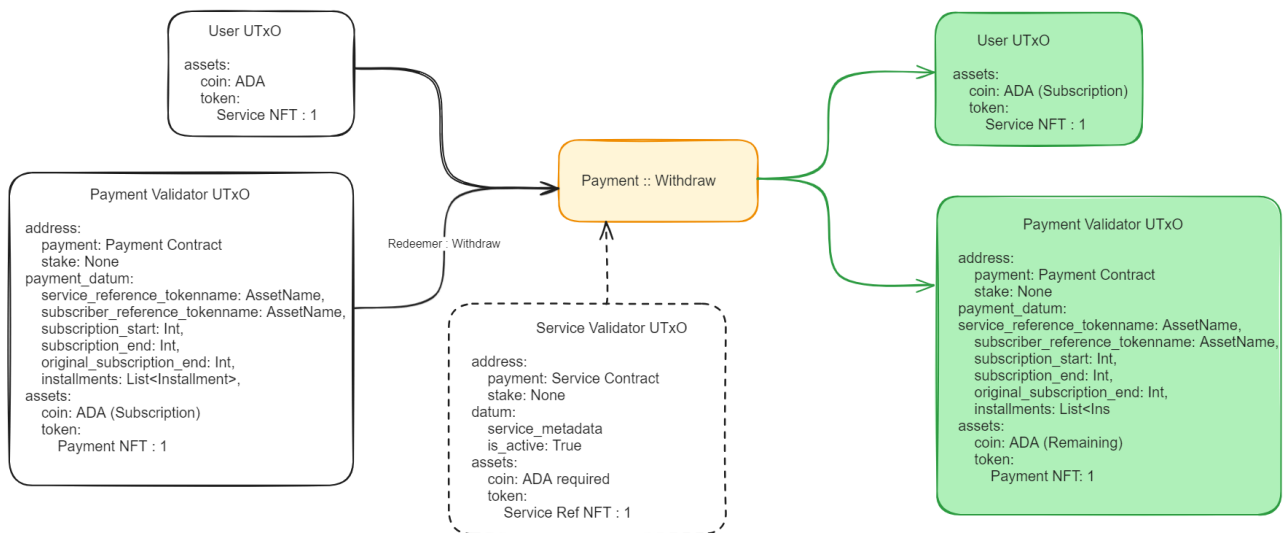 User UTxO
assets:
coin: ADA
token:
Service NFT : 1
Payment Validator UTxO
address:
payment: Payment Contract
stake: None
payment_datum:
service_reference_tokenname: AssetName,
subscriber_reference_tokenname: AssetName,
subscription_start: Int,
subscription_end: Int,
original_subscription_end: Int,
installments: List<Installment>,
assets:
coin: ADA (Subscription)
token:
Payment NFT : 1
Redeemer : Withdraw
Payment :: Withdraw
Service Validator UTxO
address:
payment: Service Contract
stake: None
datum:
service_metadata
is_active: True
assets:
coin: ADA required
token:
Service Ref NFT : 1
User UTxO
assets:
coin: ADA (Subscription)
token:
Service NFT : 1
Payment Validator UTxO
address:
payment: Payment Contract
stake: None
payment_datum:
service_reference_tokenname: AssetName,
subscriber_reference_tokenname: AssetName,
subscription_start: Int,
subscription_end: Int,
original_subscription_end: Int,
installments: List<Ins
assets:
coin: ADA (Remaining)
token:
Payment NFT: 1